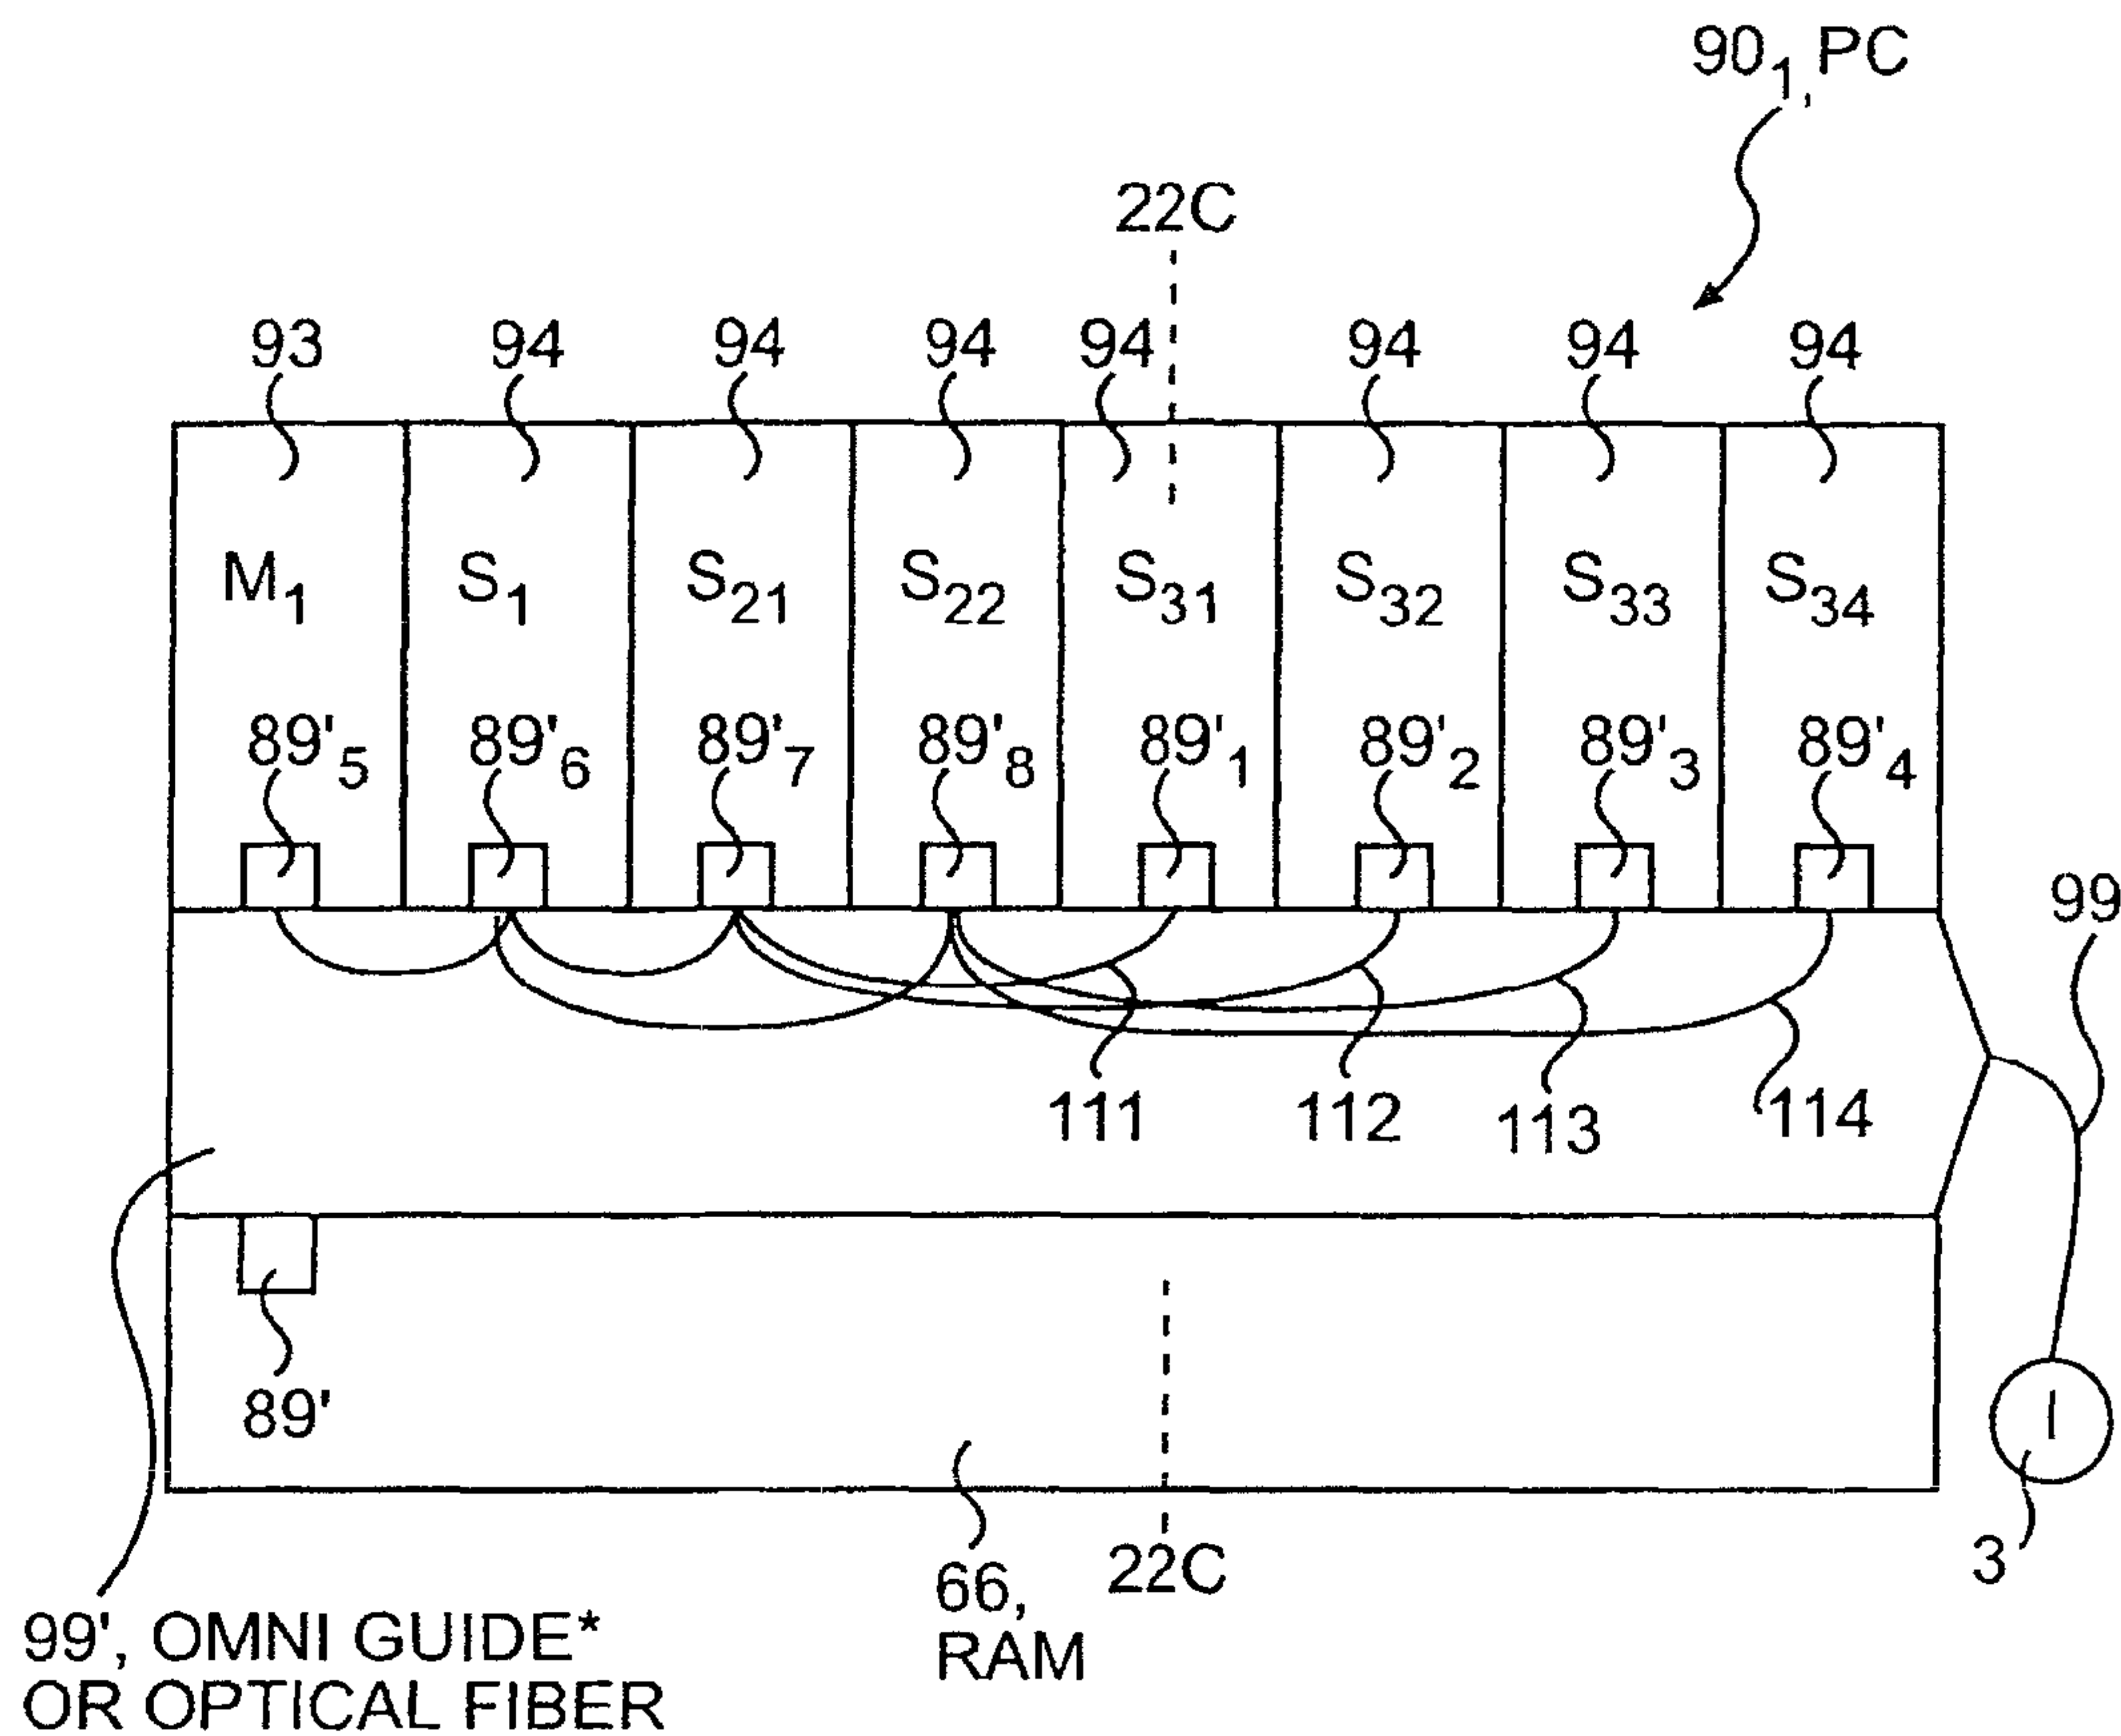 90₁, PC
22C
93 94 94 94 94 94 94 94
M₁ S₁ S₂₁ S₂₂ S₃₁ S₃₂ S₃₃ S₃₄
89'₅ 89'₆ 89'₇ 89'₈ 89'₁ 89'₂ 89'₃ 89'₄
99
111 112 113 114
89'
I
3
66,
RAM
22C
99', OMNI GUIDE*
OR OPTICAL FIBER